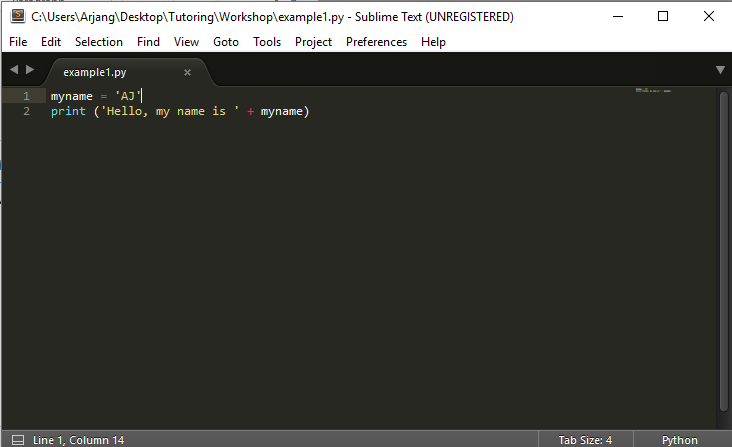 C:\Users\Arjang\Desktop\Tutoring\Workshop\example1.py - Sublime Text (UNREGISTERED)
File Edit Selection Find View Goto Tools Project Preferences Help
example1.py
1 myname = 'AJ'
2 print ('Hello, my name is ' + myname)
Line 1, Column 14 Tab Size: 4 Python